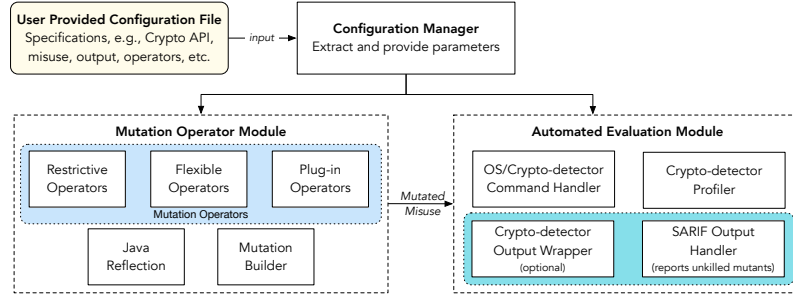 User Provided Configuration File
Specifications, e.g., Crypto API,
misuse, output, operators, etc.
input
Configuration Manager
Extract and provide parameters
Mutation Operator Module
Restrictive
Operators
Flexible
Operators
Plug-in
Operators
Mutation Operators
Java
Reflection
Mutation
Builder
Mutated
Misuse
Automated Evaluation Module
OS/Crypto-detector
Command Handler
Crypto-detector
Profiler
Crypto-detector
Output Wrapper
(optional)
SARIF Output
Handler
(reports unkilled mutants)